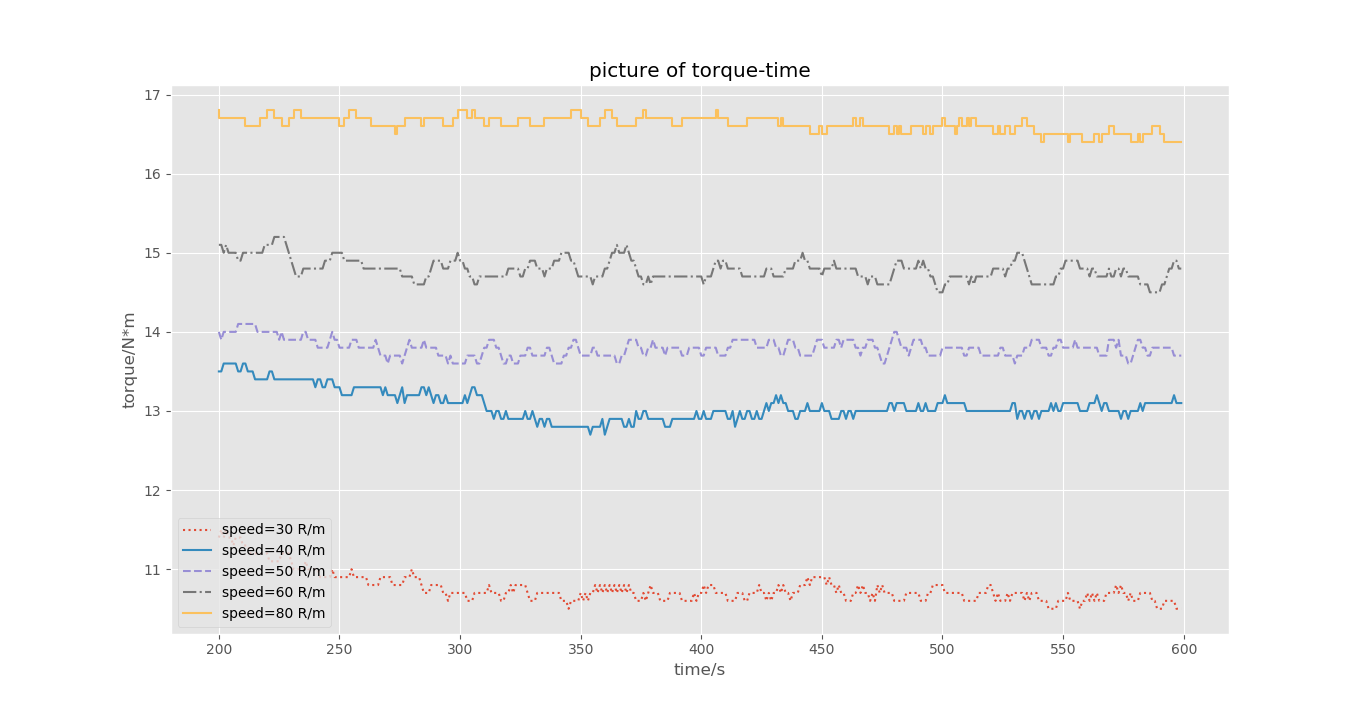 picture of torque-time
17
16
15
14
13
12
11
torque/N*m
speed=30 R/m
speed=40 R/m
speed=50 R/m
speed=60 R/m
speed=80 R/m
200 250 300 350 400 450 500 550 600
time/s